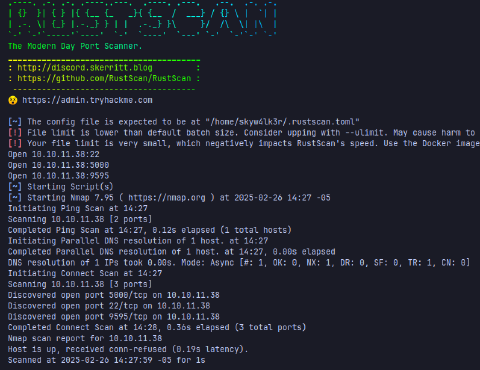 .----. .-. .-. .----..---.  .----. .---.   .--.  .-. .-.
| {}  }| { } |{ {__ {_   _}{ {__  /  ___} / {} \ |  `| |
| .-. \| {_} |.-._} } | |  .-._} }\     }/  /\  \| |\  |
`-' `-'`-----'`----'  `-'  `----'  `---' `-'  `-'`-' `-'
The Modern Day Port Scanner.
________________________________________
: http://discord.skerritt.blog         :
: https://github.com/RustScan/RustScan :
 --------------------------------------
😵 https://admin.tryhackme.com
[~] The config file is expected to be at "/home/skyw4lk3r/.rustscan.toml"
[!] File limit is lower than default batch size. Consider upping with --ulimit. May cause harm to
[!] Your file limit is very small, which negatively impacts RustScan's speed. Use the Docker image
Open 10.10.11.38:22
Open 10.10.11.38:5000
Open 10.10.11.38:9595
[~] Starting Script(s)
[~] Starting Nmap 7.95 ( https://nmap.org ) at 2025-02-26 14:27 -05
Initiating Ping Scan at 14:27
Scanning 10.10.11.38 [2 ports]
Completed Ping Scan at 14:27, 0.12s elapsed (1 total hosts)
Initiating Parallel DNS resolution of 1 host. at 14:27
Completed Parallel DNS resolution of 1 host. at 14:27, 0.00s elapsed
DNS resolution of 1 IPs took 0.00s. Mode: Async [#: 1, OK: 0, NX: 1, DR: 0, SF: 0, TR: 1, CN: 0]
Initiating Connect Scan at 14:27
Scanning 10.10.11.38 [3 ports]
Discovered open port 5000/tcp on 10.10.11.38
Discovered open port 22/tcp on 10.10.11.38
Discovered open port 9595/tcp on 10.10.11.38
Completed Connect Scan at 14:28, 0.36s elapsed (3 total ports)
Nmap scan report for 10.10.11.38
Host is up, received conn-refused (0.19s latency).
Scanned at 2025-02-26 14:27:59 -05 for 1s